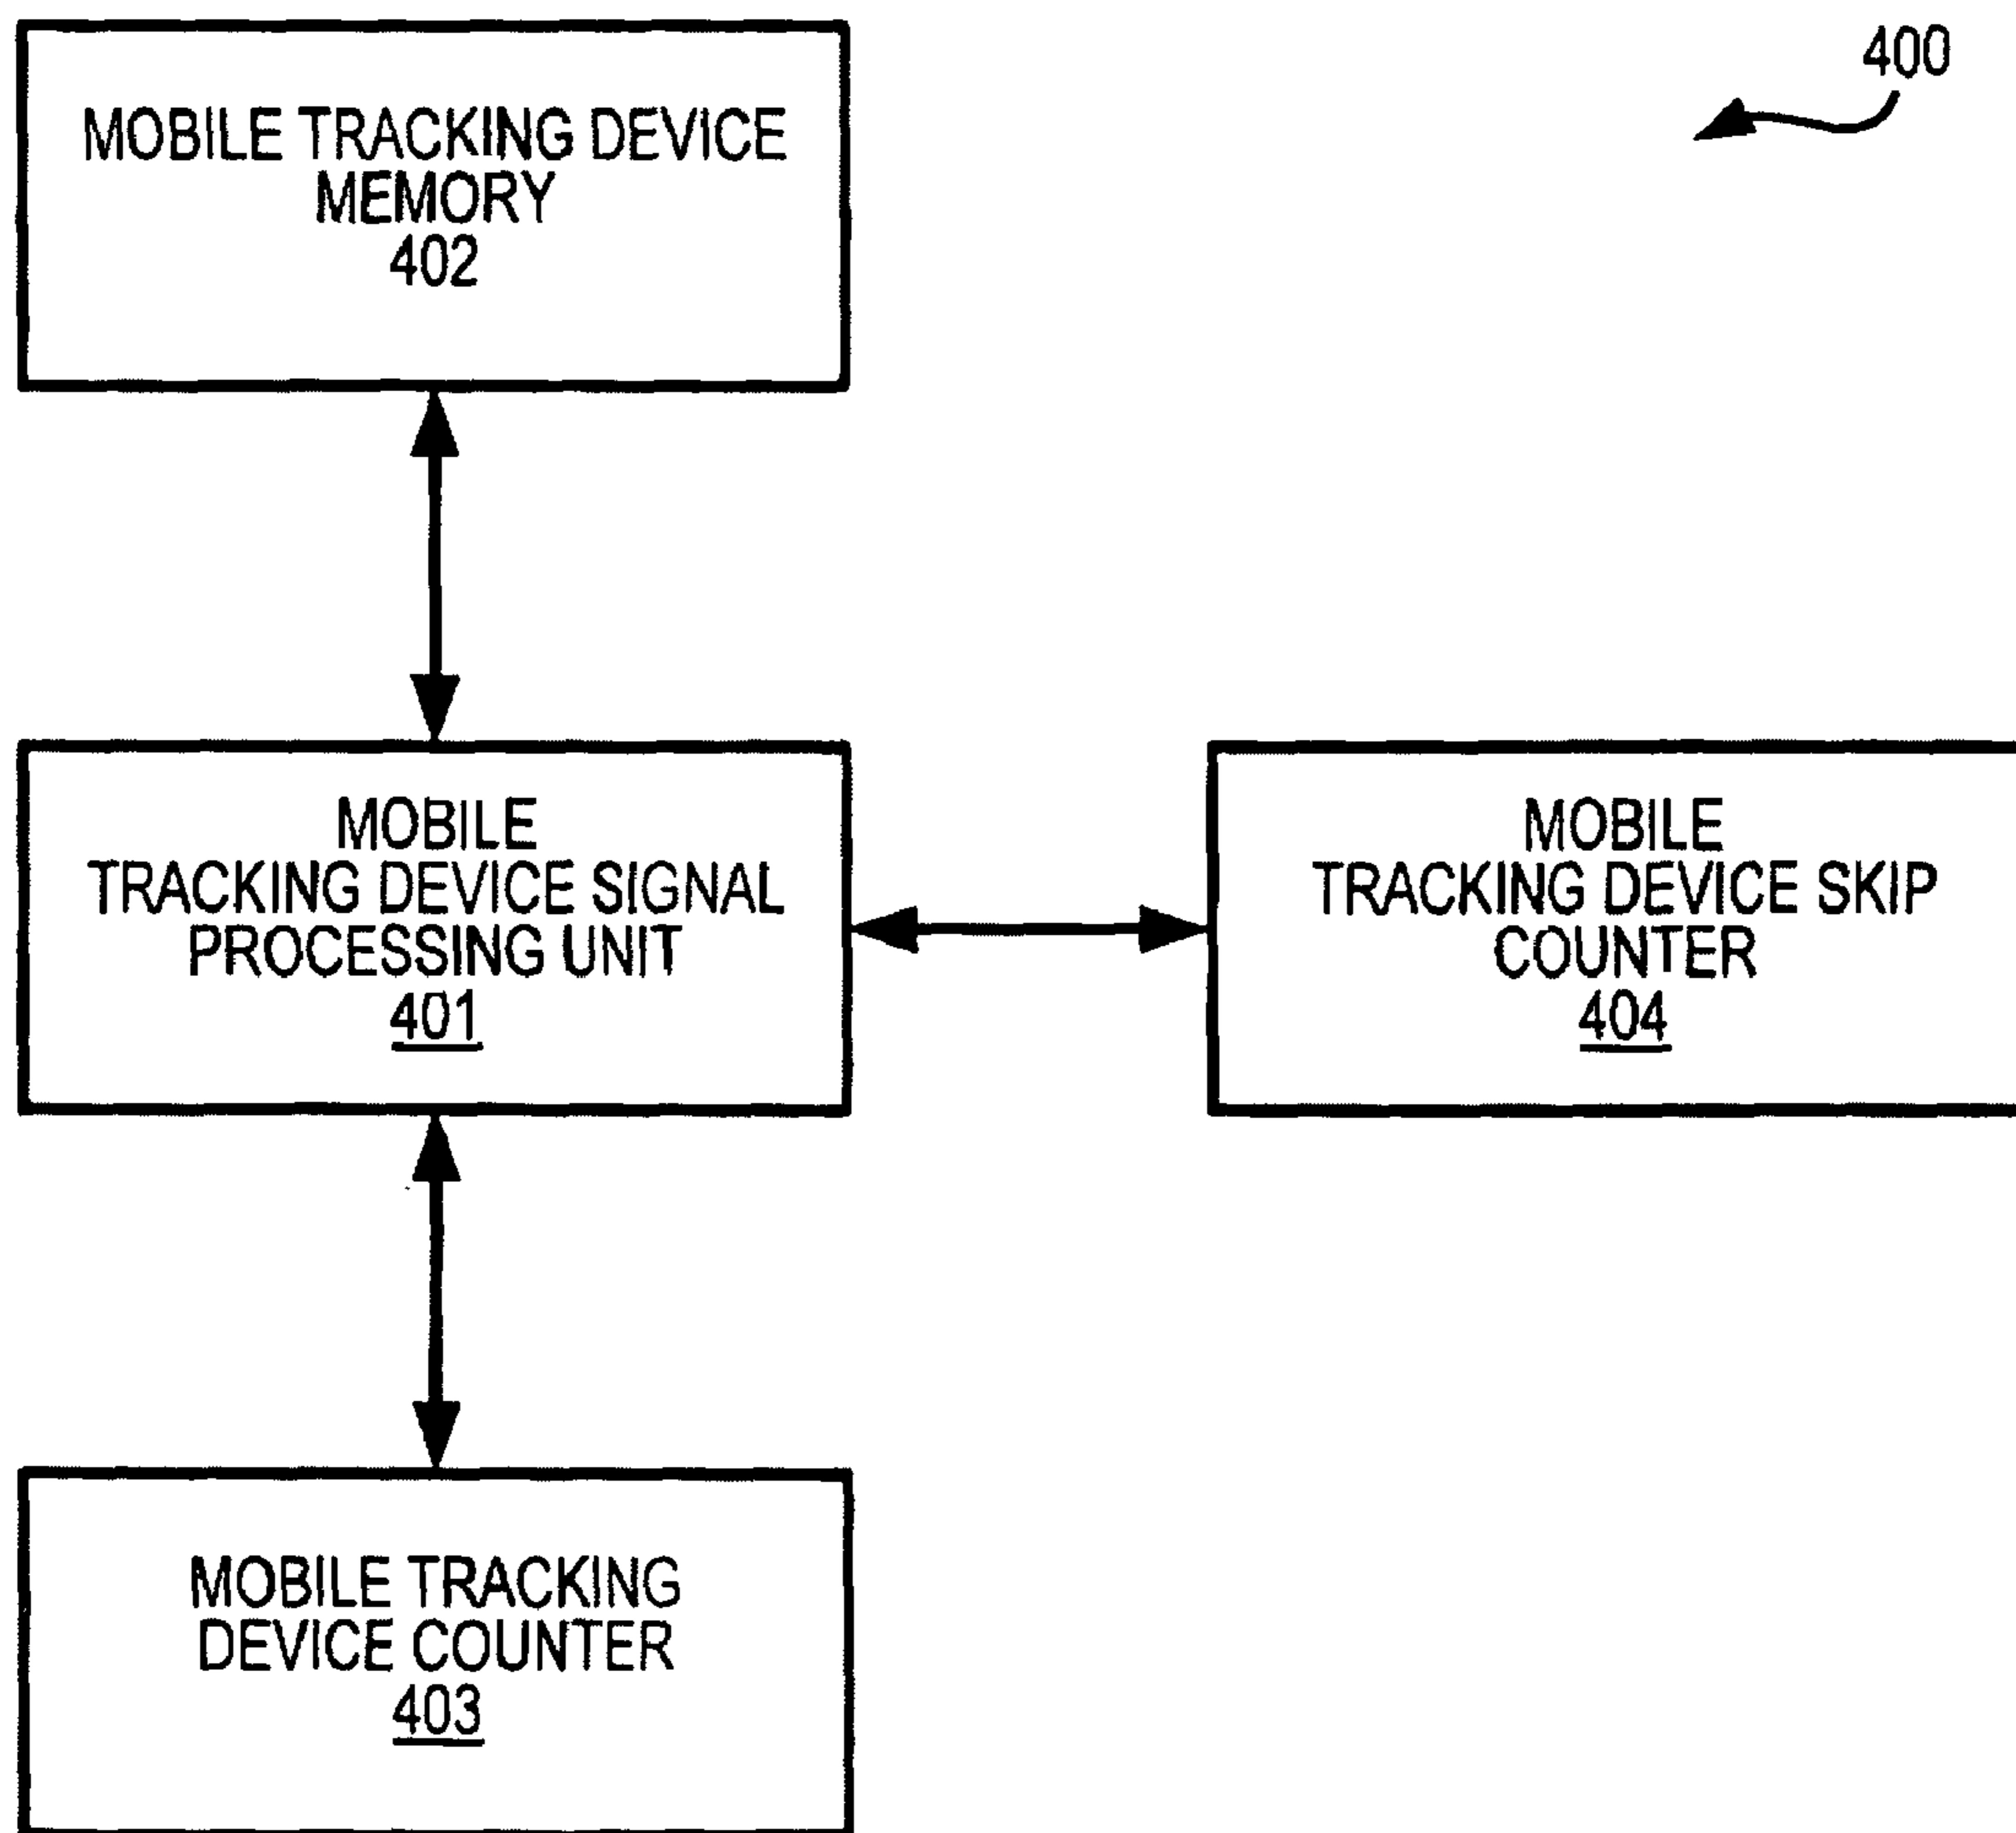 400
MOBILE TRACKING DEVICE
MEMORY
402
MOBILE
TRACKING DEVICE SIGNAL
PROCESSING UNIT
401
MOBILE
TRACKING DEVICE SKIP
COUNTER
404
MOBILE TRACKING
DEVICE COUNTER
403